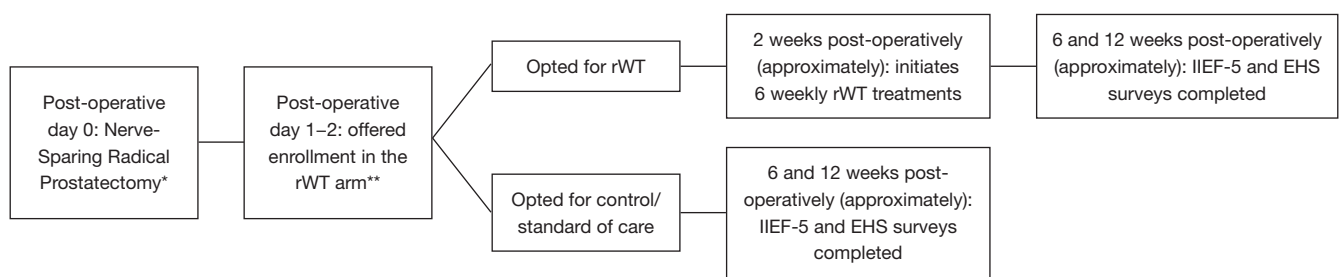 Post-operative
day 0: Nerve-
Sparing Radical
Prostatectomy*
Post-operative
day 1–2: offered
enrollment in the
rWT arm**
Opted for rWT
2 weeks post-operatively
(approximately): initiates
6 weekly rWT treatments
6 and 12 weeks post-operatively
(approximately): IIEF-5 and EHS
surveys completed
Opted for control/
standard of care
6 and 12 weeks post-
operatively (approximately):
IIEF-5 and EHS surveys
completed